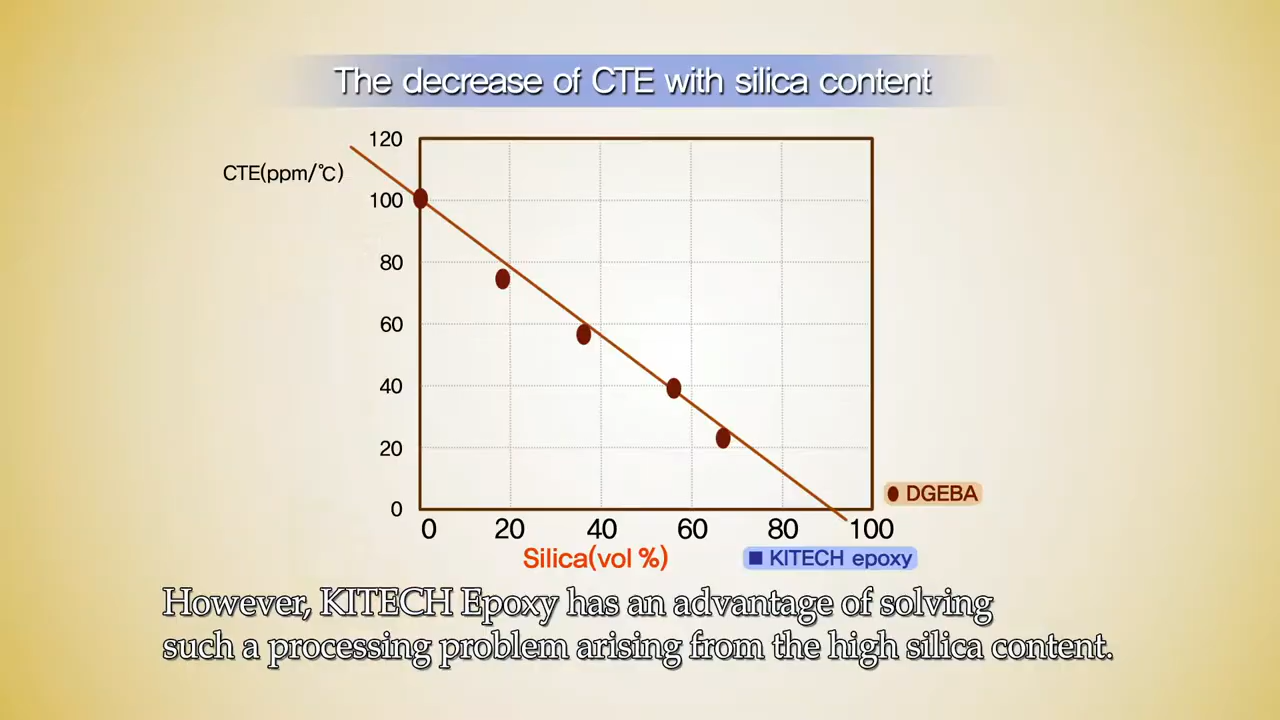 The decrease of CTE with silica content
CTE(ppm/℃)
120
100
80
60
40
20
0
0 20 40 60 80 100
Silica(vol %)
DGEBA
KITECH epoxy
However, KITECH Epoxy has an advantage of solving
such a processing problem arising from the high silica content.